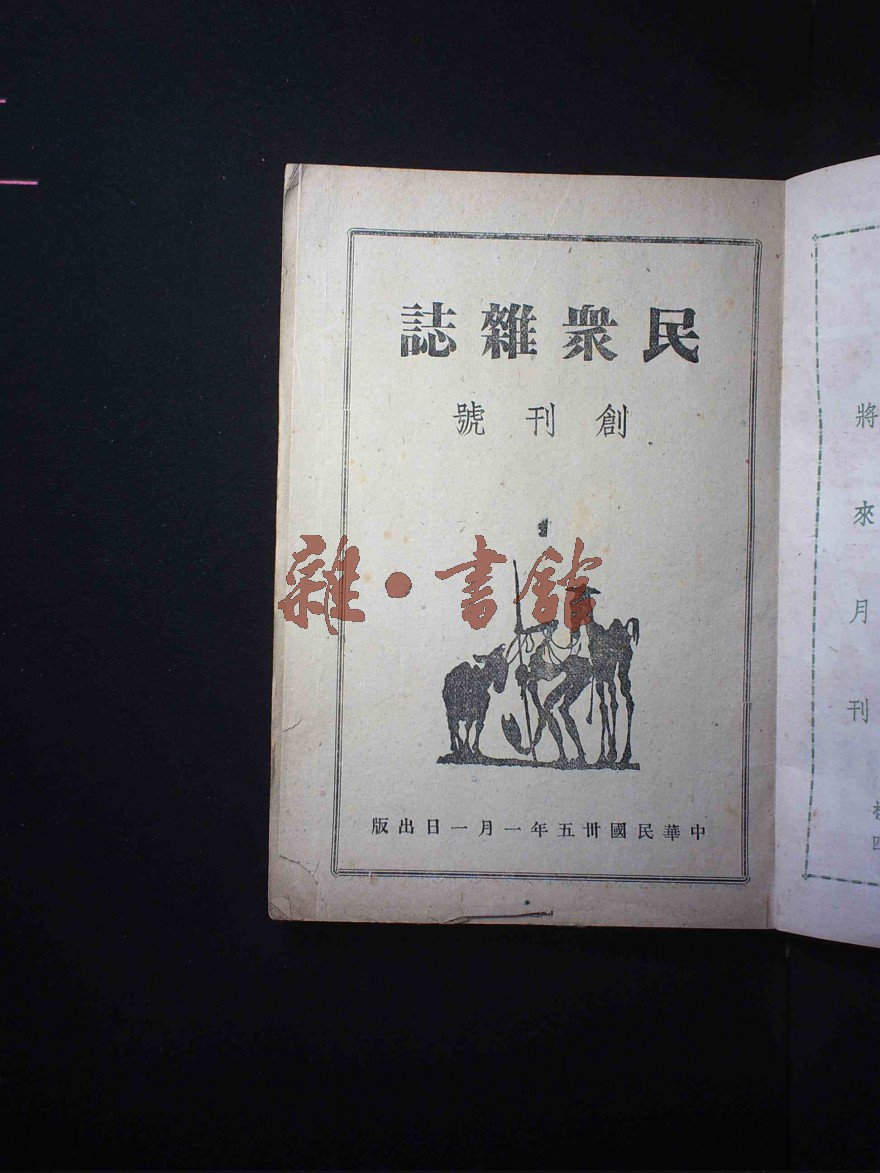 民衆雜誌
創刊號
雜·書館
中華民國卅五年一月一日出版
將來月刊